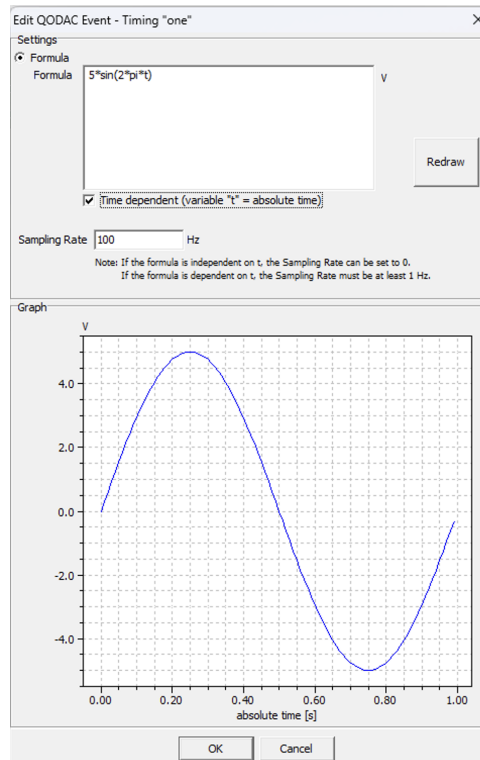 Edit QODAC Event - Timing "one"
Settings
Formula
Formula
5*sin(2*pi*t)
V
Redraw
Time dependent (variable "t" = absolute time)
Sampling Rate
100
Hz
Note: If the formula is independent on t, the Sampling Rate can be set to 0.
If the formula is dependent on t, the Sampling Rate must be at least 1 Hz.
Graph
V
4.0
2.0
0.0
-2.0
-4.0
0.00 0.20 0.40 0.60 0.80 1.00
absolute time [s]
OK Cancel